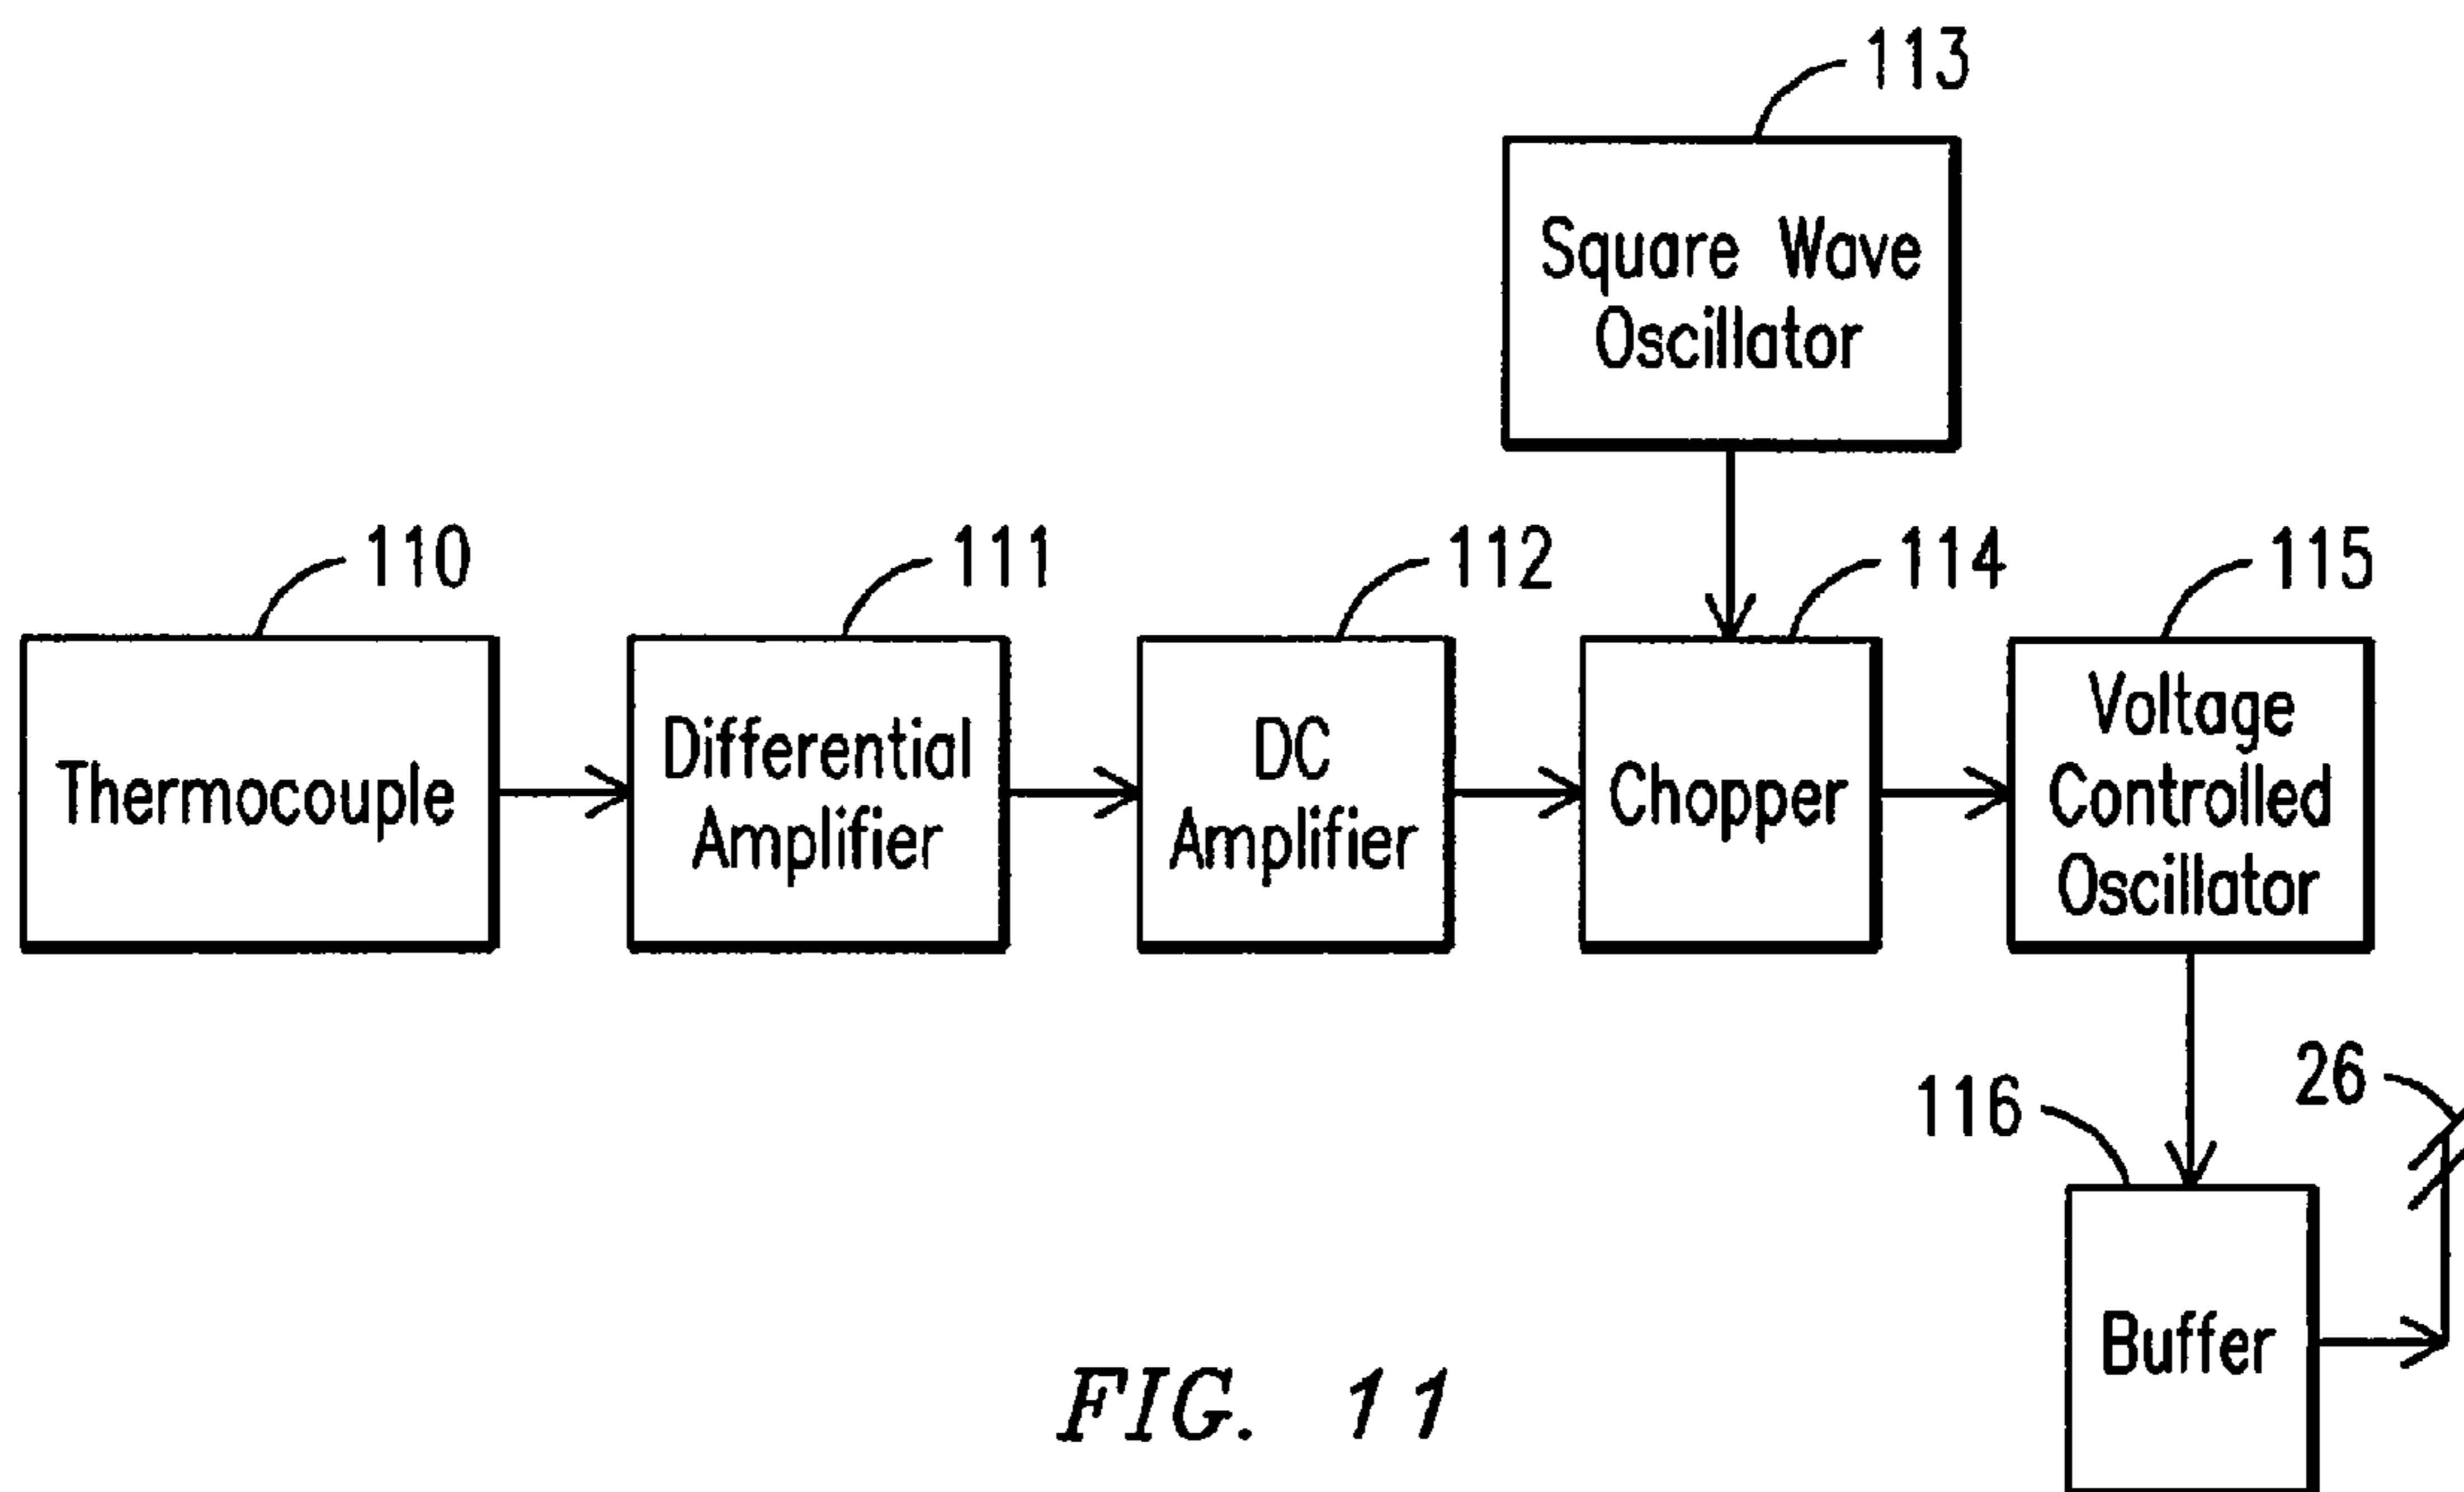 113
Square Wave
Oscillator
110
111
112
114
115
Thermocouple
Differential
Amplifier
DC
Amplifier
Chopper
Voltage
Controlled
Oscillator
116
26
Buffer
FIG. 11